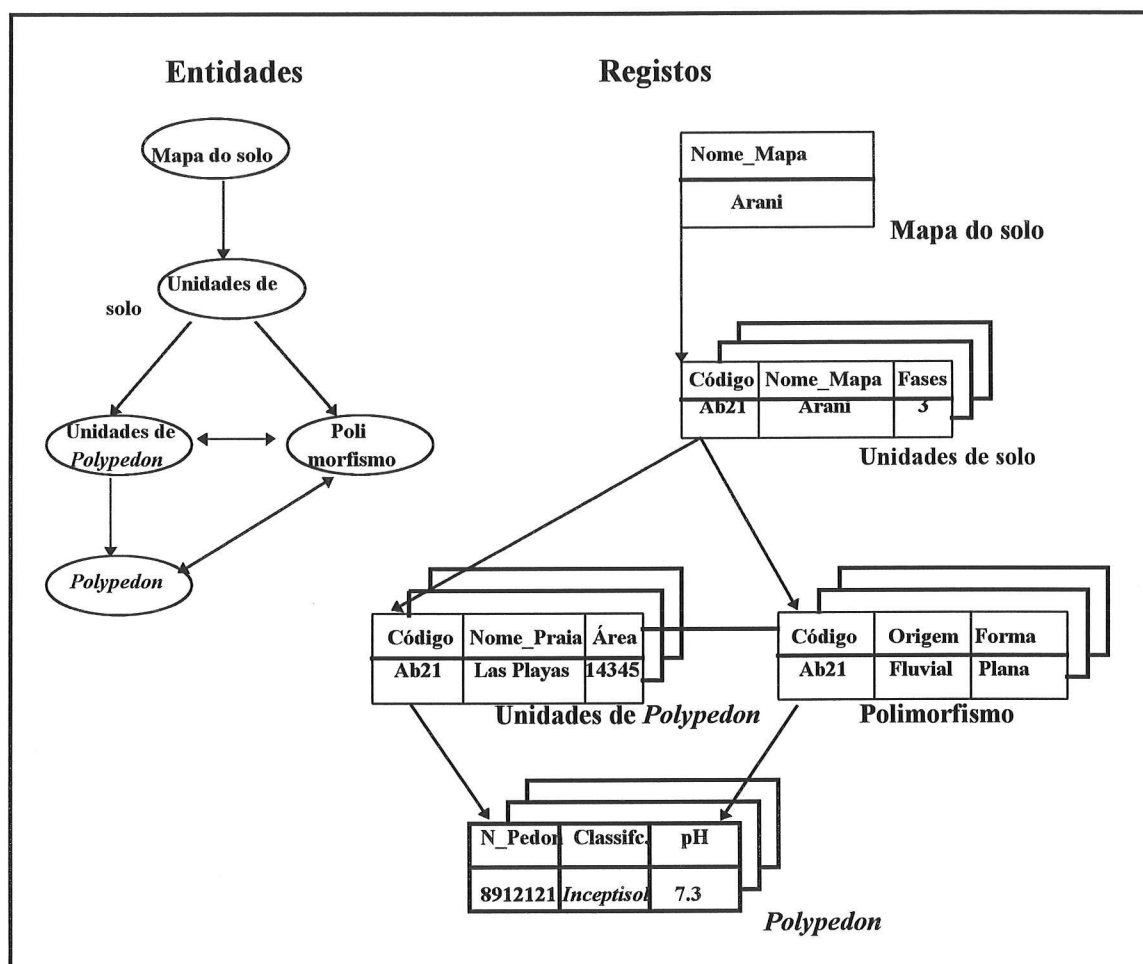 Entidades
Registos
Mapa do solo
Unidades de
solo
Unidades de
Polypedon
Poli
morfismo
Polypedon
Nome_Mapa
Arani
Mapa do solo
Código Nome_Mapa Fases
Ab21 Arani 3
Unidades de solo
Código Nome_Praia Área
Ab21 Las Playas 14345
Unidades de Polypedon
Código Origem Forma
Ab21 Fluvial Plana
Polimorfismo
N_Pedon Classifc. pH
8912121 Inceptisol 7.3
Polypedon